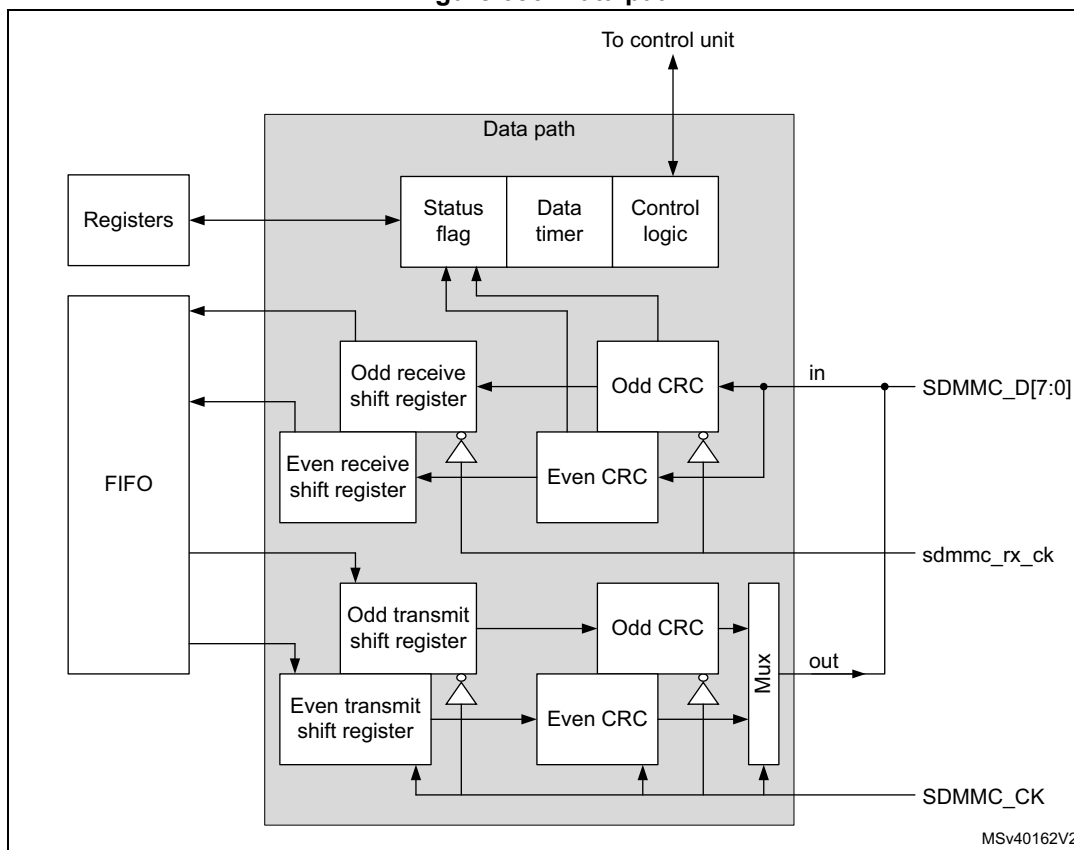 To control unit
Data path
Registers
Status
flag
Data
timer
Control
logic
FIFO
Odd receive
shift register
Odd CRC
in
SDMMC_D[7:0]
Even receive
shift register
Even CRC
sdmmc_rx_ck
Odd transmit
shift register
Odd CRC
Mux
out
Even transmit
shift register
Even CRC
SDMMC_CK
MSv40162V2